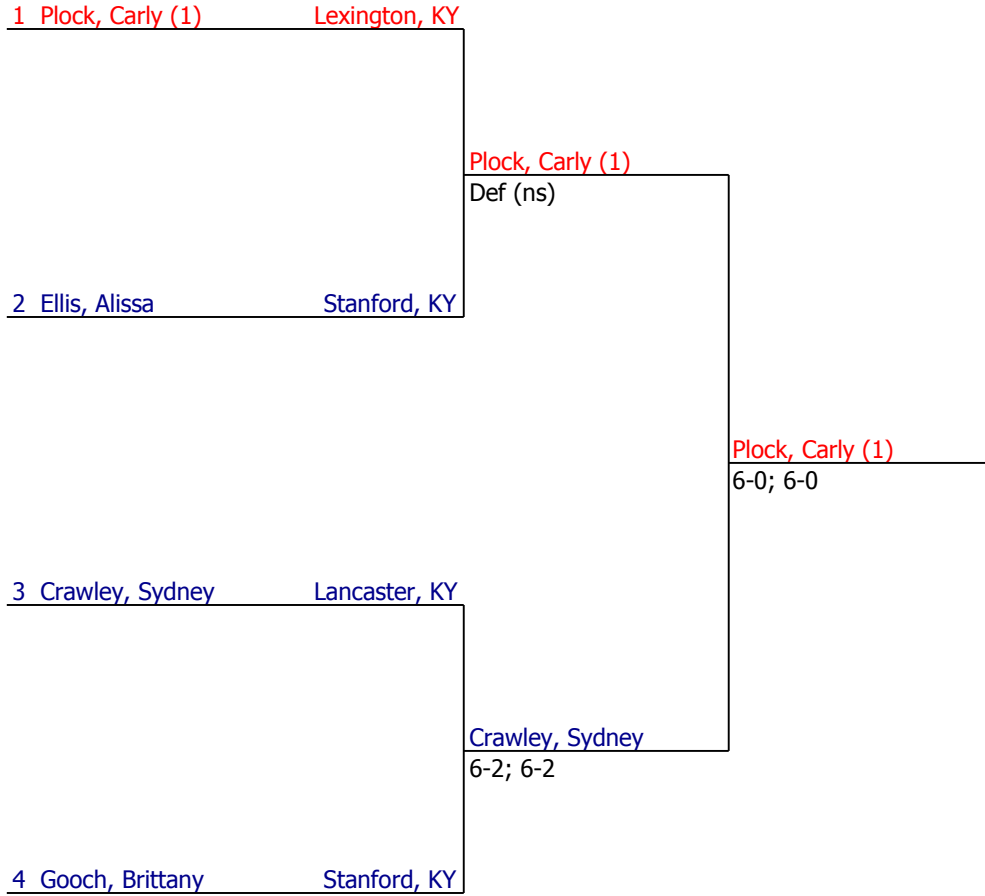 1 Plock, Carly (1) Lexington, KY
Plock, Carly (1)
Def (ns)
2 Ellis, Alissa Stanford, KY
Plock, Carly (1)
6-0; 6-0
3 Crawley, Sydney Lancaster, KY
Crawley, Sydney
6-2; 6-2
4 Gooch, Brittany Stanford, KY